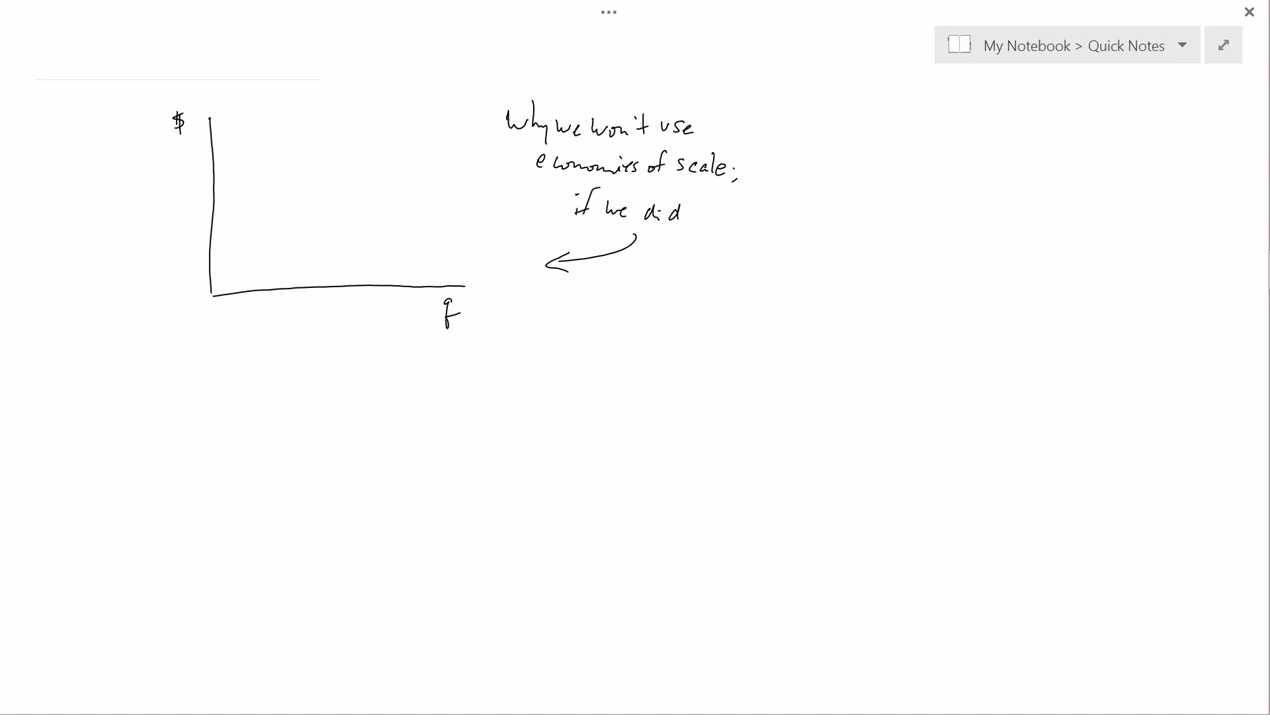 My Notebook > Quick Notes
$
Why we won't use
economies of scale;
if we did
q